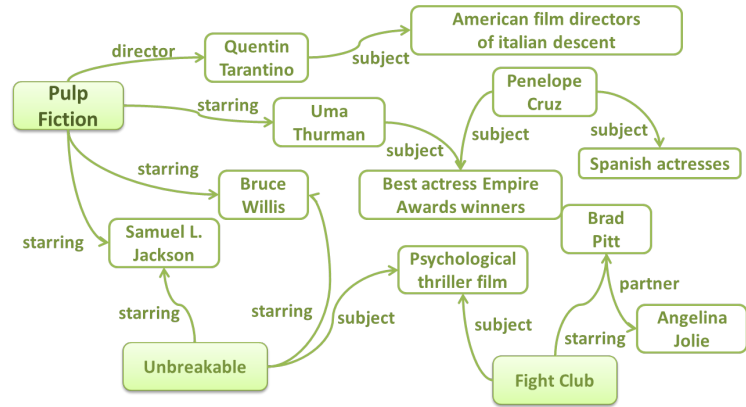 American film directors
of italian descent
director
Quentin
Tarantino
subject
Pulp
Fiction
starring
Uma
Thurman
Penelope
Cruz
subject
subject
subject
Spanish actresses
starring
Bruce
Willis
Best actress Empire
Awards winners
starring
Samuel L.
Jackson
Brad
Pitt
Psychological
thriller film
partner
starring
starring
subject
subject
starring
Angelina
Jolie
Unbreakable
Fight Club